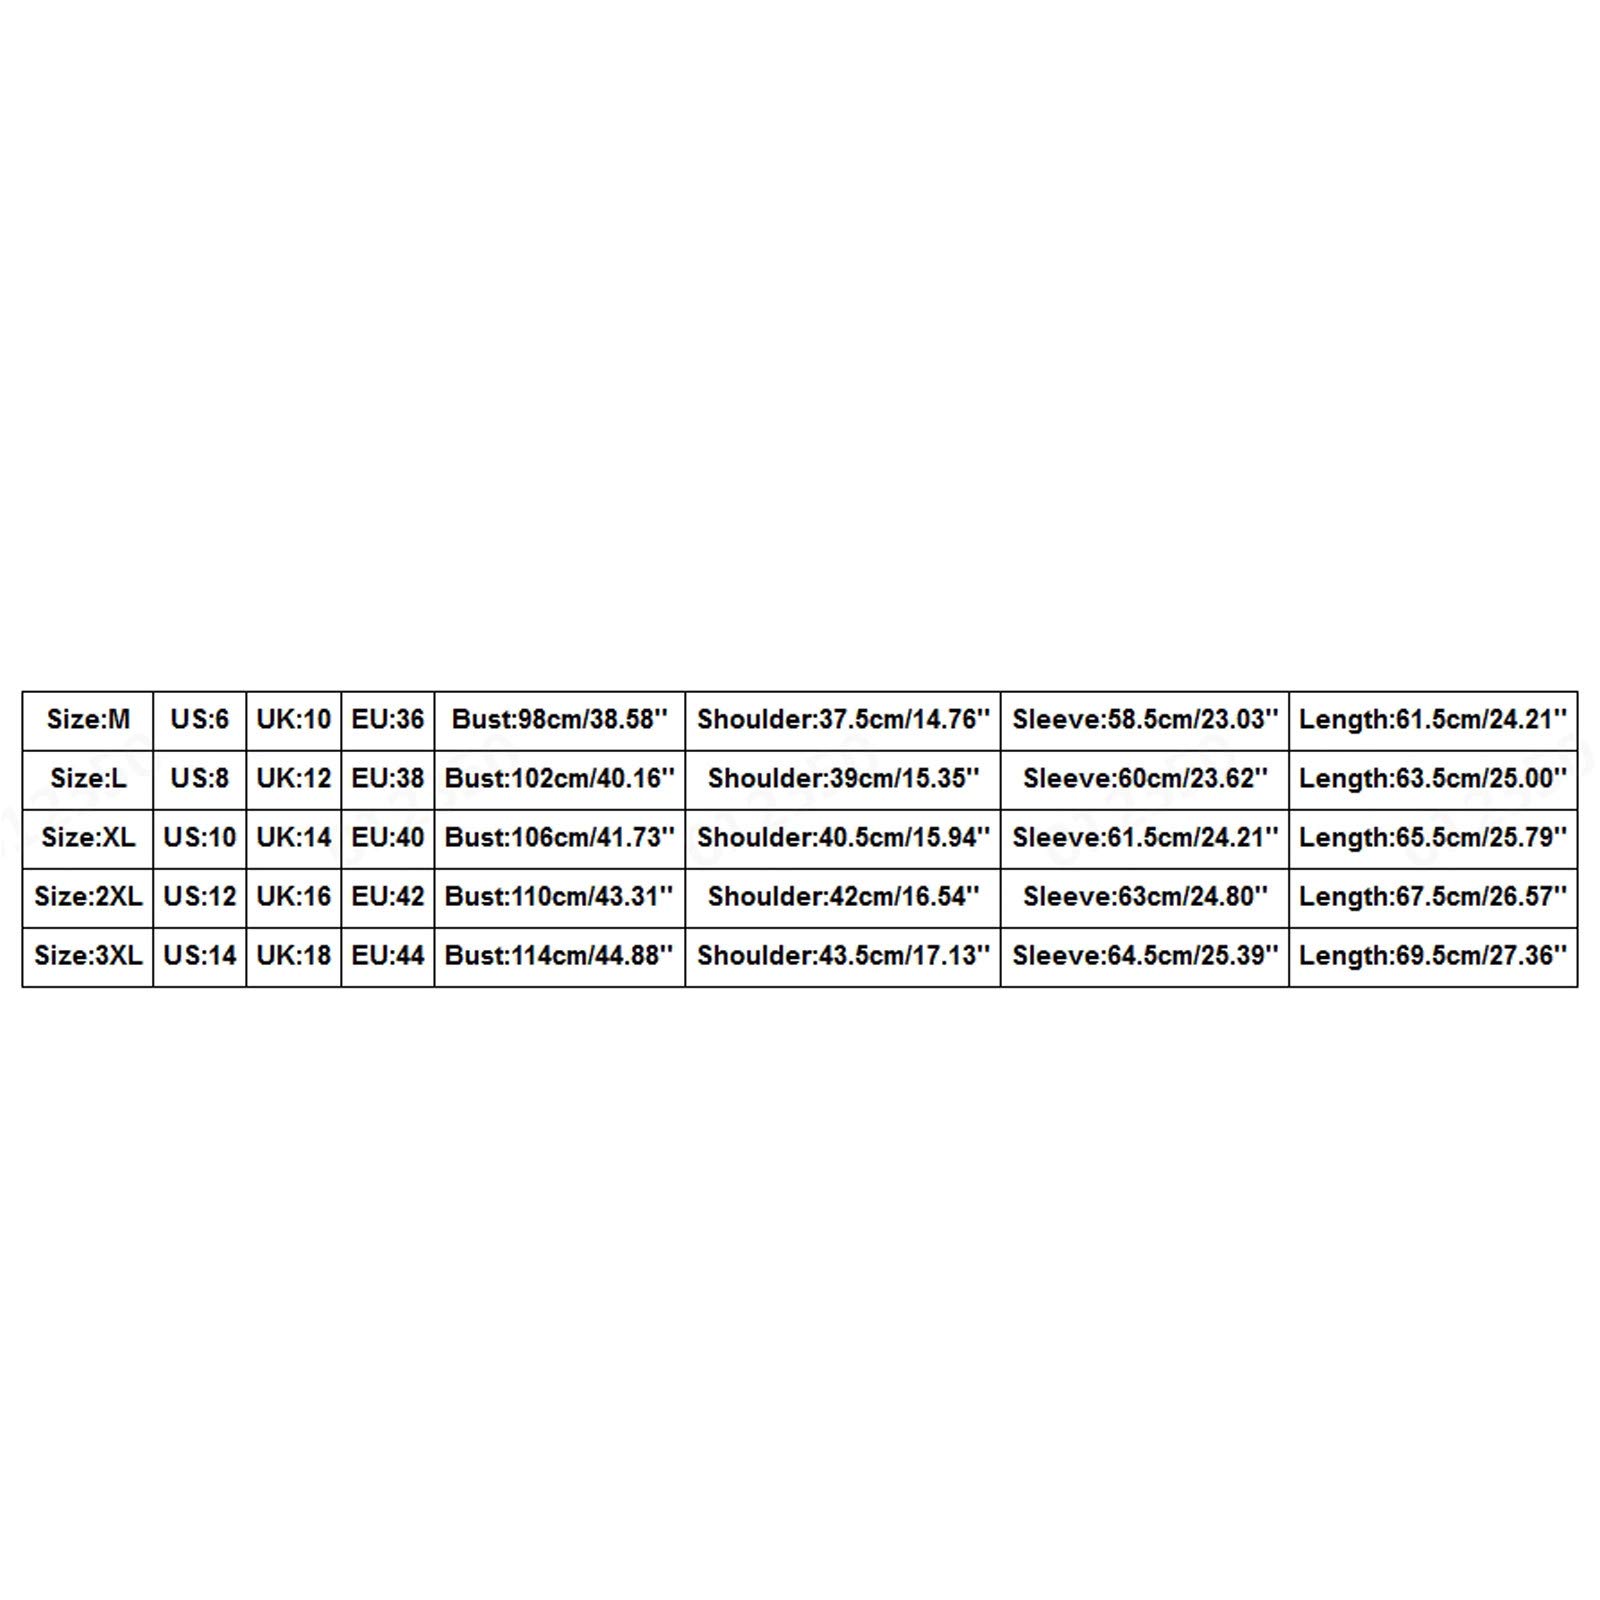 Size:M US:6 UK:10 EU:36 Bust:98cm/38.58'' Shoulder:37.5cm/14.76'' Sleeve:58.5cm/23.03'' Length:61.5cm/24.21''
Size:L US:8 UK:12 EU:38 Bust:102cm/40.16'' Shoulder:39cm/15.35'' Sleeve:60cm/23.62'' Length:63.5cm/25.00''
Size:XL US:10 UK:14 EU:40 Bust:106cm/41.73'' Shoulder:40.5cm/15.94'' Sleeve:61.5cm/24.21'' Length:65.5cm/25.79''
Size:2XL US:12 UK:16 EU:42 Bust:110cm/43.31'' Shoulder:42cm/16.54'' Sleeve:63cm/24.80'' Length:67.5cm/26.57''
Size:3XL US:14 UK:18 EU:44 Bust:114cm/44.88'' Shoulder:43.5cm/17.13'' Sleeve:64.5cm/25.39'' Length:69.5cm/27.36''